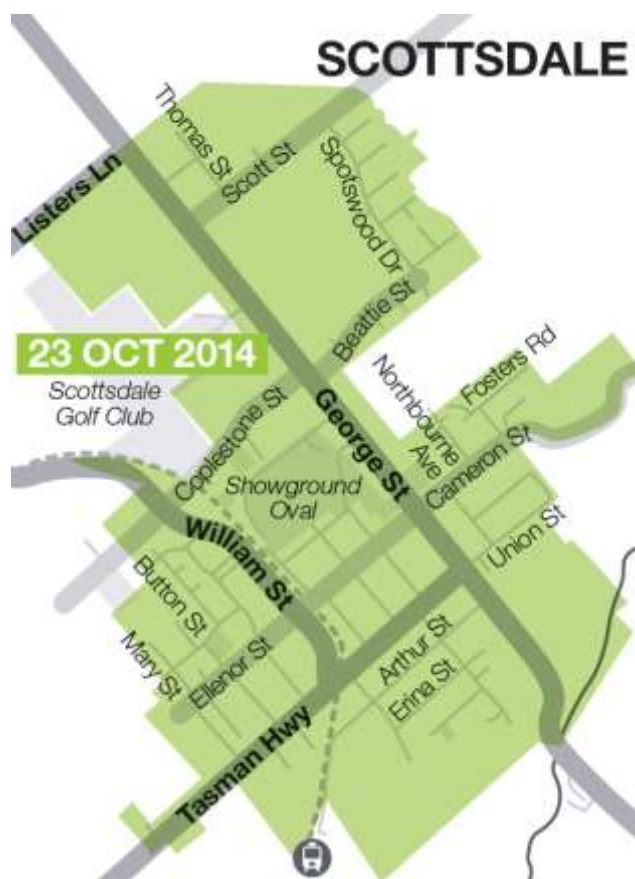 SCOTTSDALE
Thomas St
Scott St
Listers Ln
Spotswood Dr
Beattie St
23 OCT 2014
Scottsdale
Golf Club
Northbourne
Ave
Fosters Rd
George St
Cameron St
Copplestone St
Showground
Oval
William St
Union St
Button St
Mary St
Ellenor St
Arthur St
Erina St
Tasman Hwy